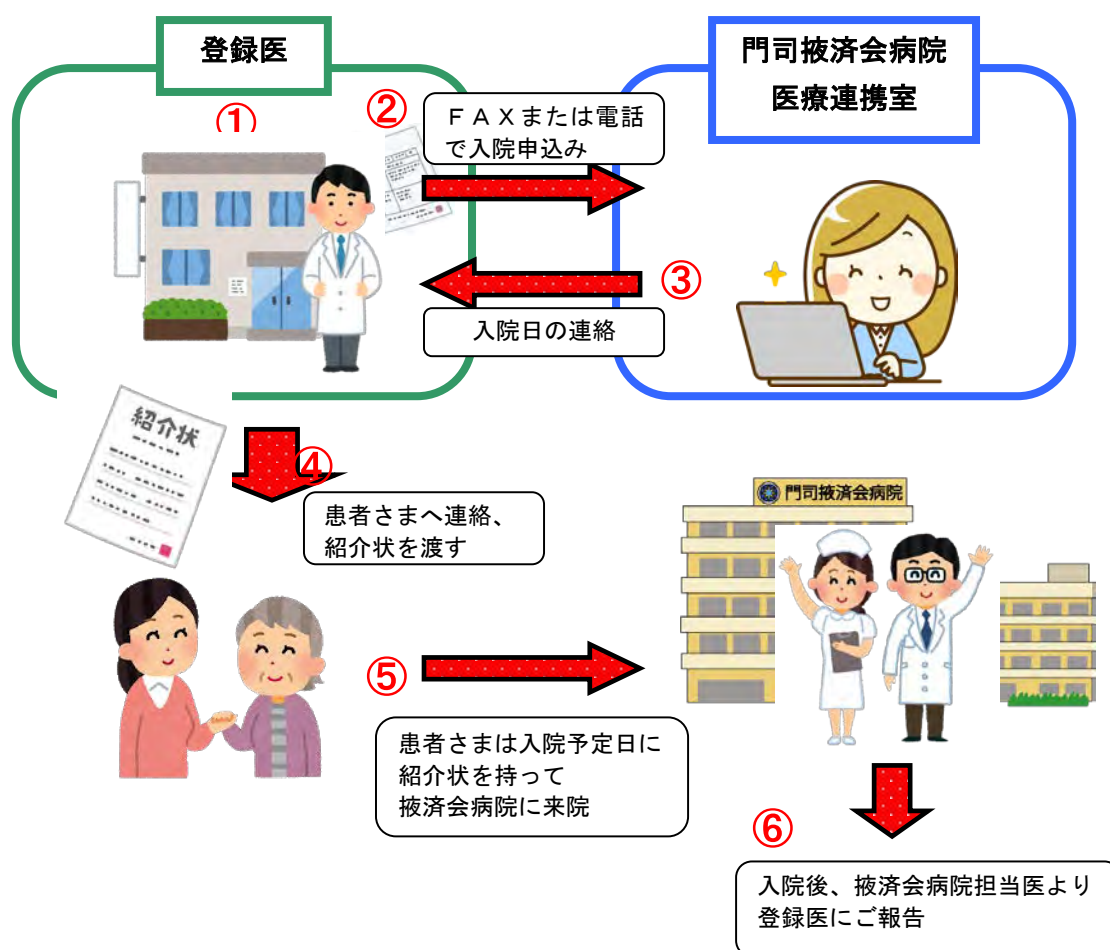 登録医
門司掖済会病院
医療連携室
①
②
ＦＡＸまたは電話
で入院申込み
③
入院日の連絡
紹介状
④
患者さまへ連絡、
紹介状を渡す
門司掖済会病院
⑤
患者さまは入院予定日に
紹介状を持って
掖済会病院に来院
⑥
入院後、掖済会病院担当医より
登録医にご報告